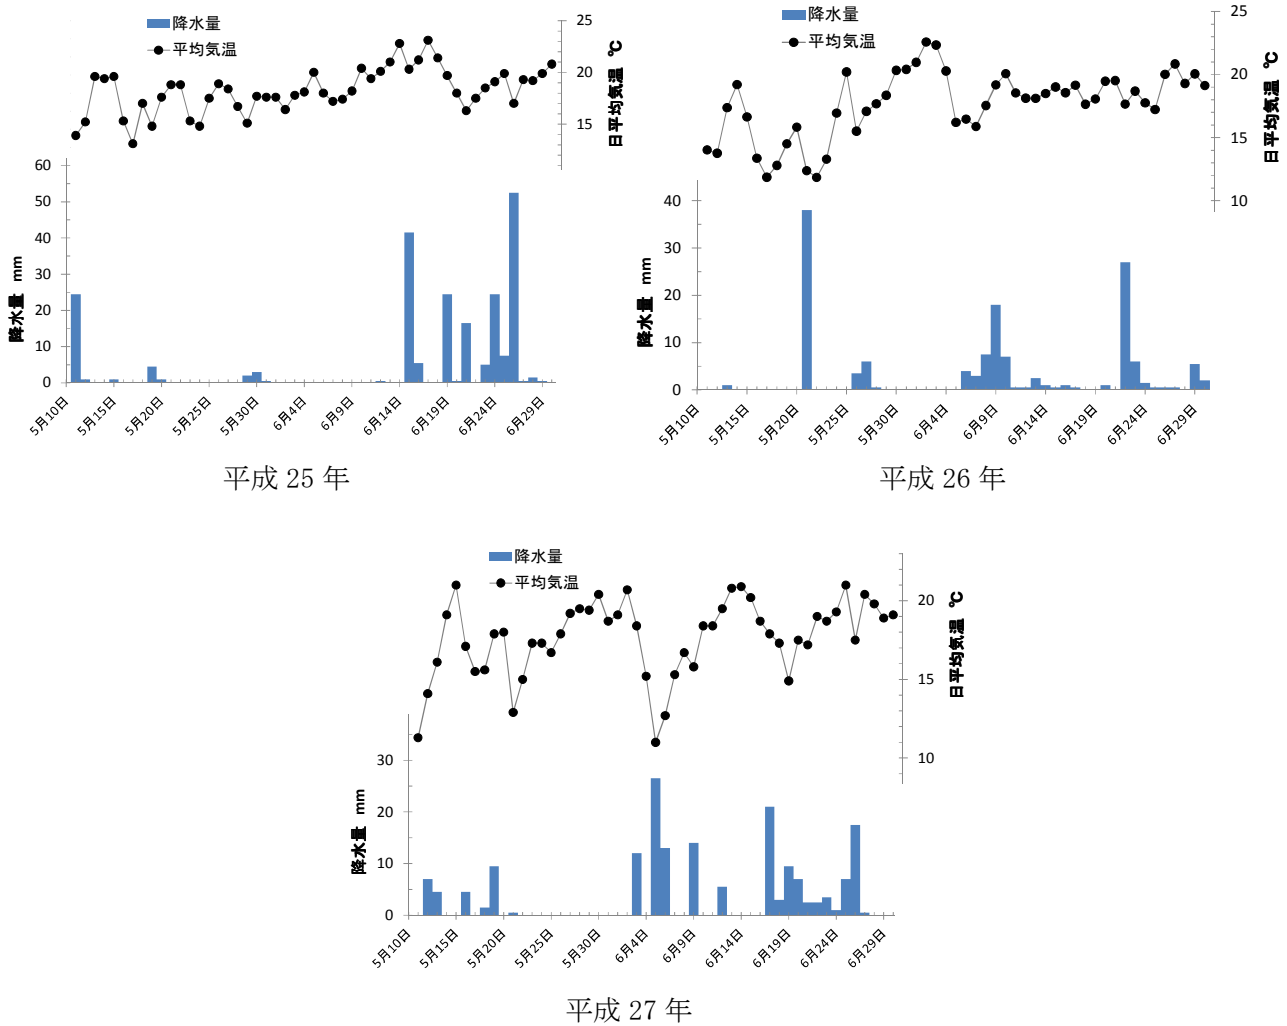 降水量
平均気温
25
20
15
日平均気温 ℃
60
50
40
30
20
10
0
降水量 mm
5月10日
5月15日
5月20日
5月25日
5月30日
6月4日
6月9日
6月14日
6月19日
6月24日
6月29日
平成 25 年
降水量
平均気温
25
20
15
10
日平均気温 ℃
40
30
20
10
0
降水量 mm
5月10日
5月15日
5月20日
5月25日
5月30日
6月4日
6月9日
6月14日
6月19日
6月24日
6月29日
平成 26 年
降水量
平均気温
20
15
10
日平均気温 ℃
30
20
10
0
降水量 mm
5月10日
5月15日
5月20日
5月25日
5月30日
6月4日
6月9日
6月14日
6月19日
6月24日
6月29日
平成 27 年